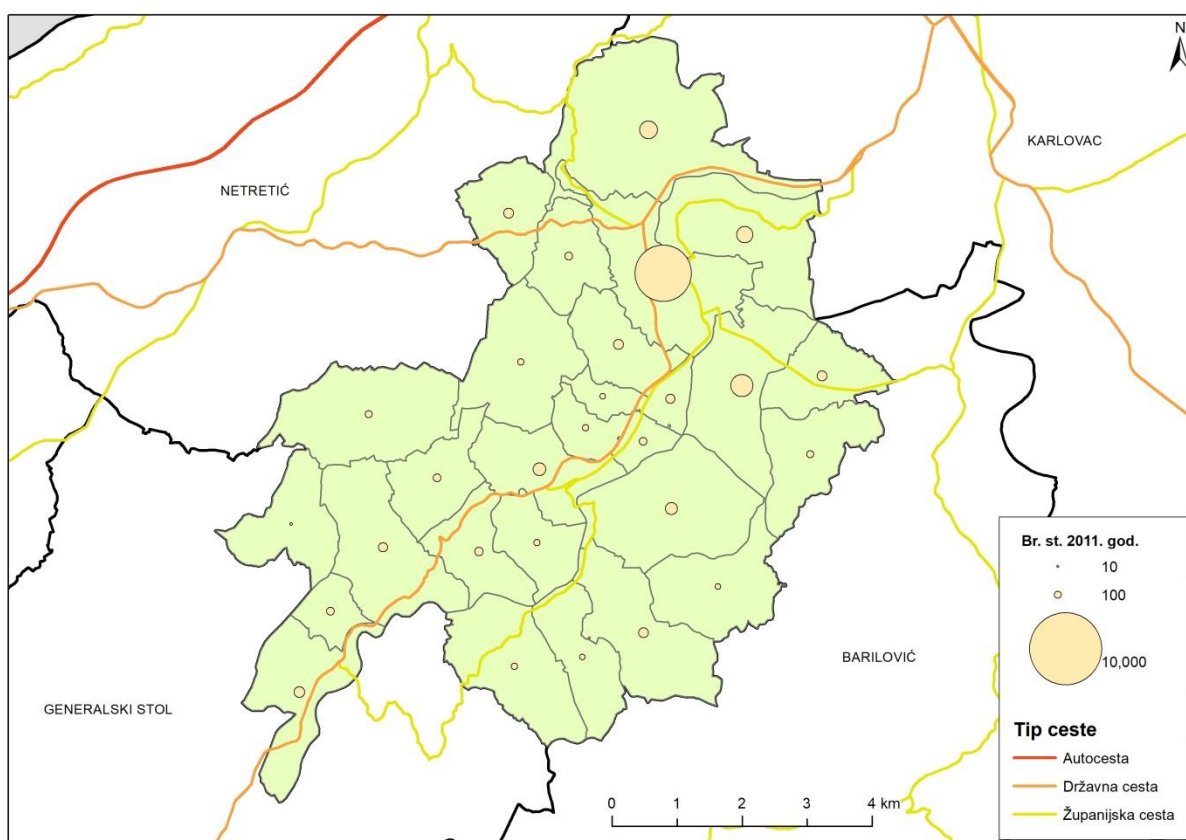 N
KARLOVAC
NETRETIĆ
BARILOVIĆ
GENERALSKI STOL
Br. st. 2011. god.
10
100
10,000
Tip ceste
Autocesta
Državna cesta
Županijska cesta
0 1 2 4 km